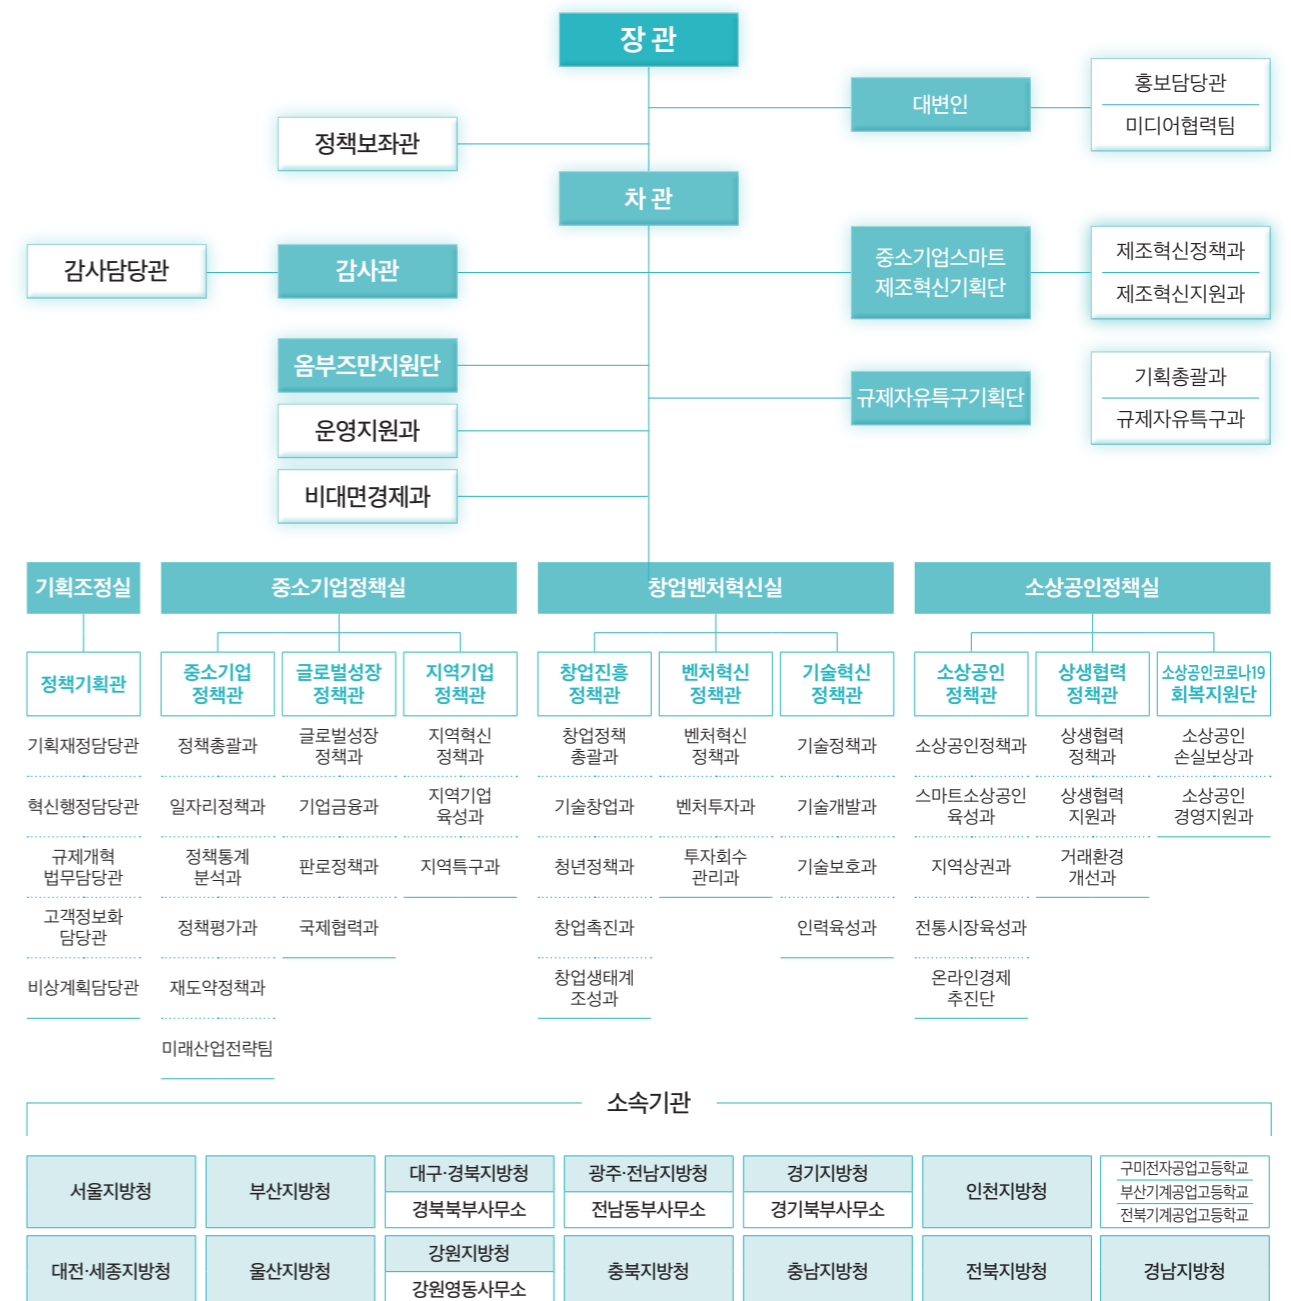 장 관
대변인
홍보담당관
미디어협력팀
정책보좌관
차 관
감사담당관
감사관
중소기업스마트
제조혁신기획단
제조혁신정책과
제조혁신지원과
옴부즈만지원단
규제자유특구기획단
기획총괄과
규제자유특구과
운영지원과
비대면경제과
기획조정실
정책기획관
기획재정담당관
혁신행정담당관
규제개혁
법무담당관
고객정보화
담당관
비상계획담당관
중소기업정책실
중소기업
정책관
정책총괄과
일자리정책과
정책통계
분석과
정책평가과
재도약정책과
미래산업전략팀
글로벌성장
정책관
글로벌성장
정책과
기업금융과
판로정책과
국제협력과
지역기업
정책관
지역혁신
정책과
지역기업
육성과
지역특구과
창업벤처혁신실
창업진흥
정책관
창업정책
총괄과
기술창업과
청년정책과
창업촉진과
창업생태계
조성과
벤처혁신
정책관
벤처혁신
정책과
벤처투자과
투자회수
관리과
기술혁신
정책관
기술정책과
기술개발과
기술보호과
인력육성과
소상공인정책실
소상공인
정책관
소상공인정책과
스마트소상공인
육성과
지역상권과
전통시장육성과
온라인경제
추진단
상생협력
정책관
상생협력
정책과
상생협력
지원과
거래환경
개선과
소상공인코로나19
회복지원단
소상공인
손실보상과
소상공인
경영지원과
소속기관
서울지방청
부산지방청
대구·경북지방청
경북북부사무소
광주·전남지방청
전남동부사무소
경기지방청
경기북부사무소
인천지방청
구미전자공업고등학교
부산기계공업고등학교
전북기계공업고등학교
대전·세종지방청
울산지방청
강원지방청
강원영동사무소
충북지방청
충남지방청
전북지방청
경남지방청